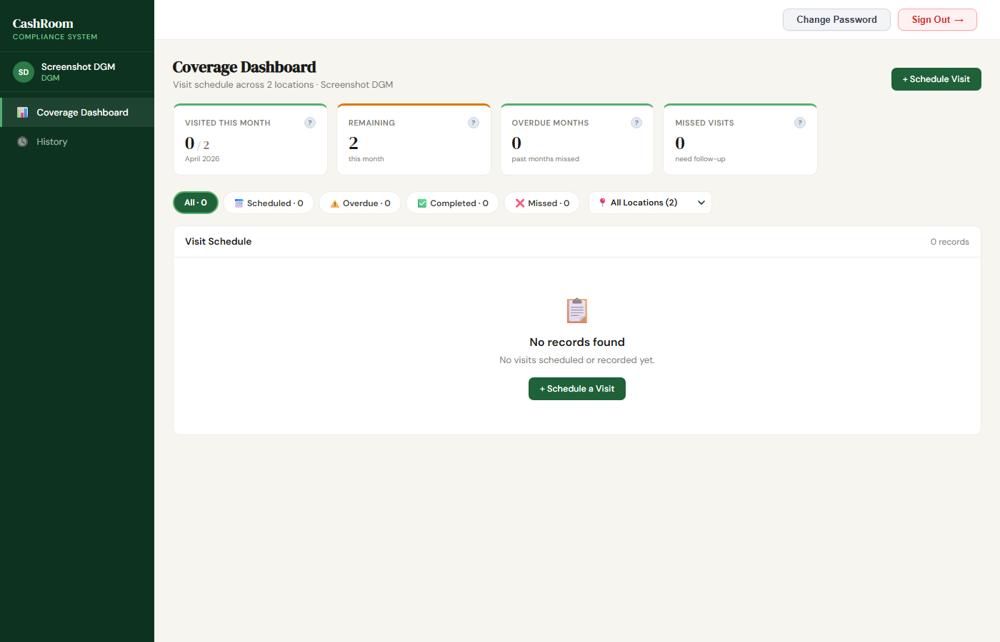 CashRoom
COMPLIANCE SYSTEM
SD
Screenshot DGM
DGM
Coverage Dashboard
History
Change Password
Sign Out →
Coverage Dashboard
Visit schedule across 2 locations · Screenshot DGM
+ Schedule Visit
VISITED THIS MONTH ?
0 / 2
April 2026
REMAINING ?
2
this month
OVERDUE MONTHS ?
0
past months missed
MISSED VISITS ?
0
need follow-up
All · 0
Scheduled · 0
Overdue · 0
Completed · 0
Missed · 0
All Locations (2)
Visit Schedule
0 records
No records found
No visits scheduled or recorded yet.
+ Schedule a Visit